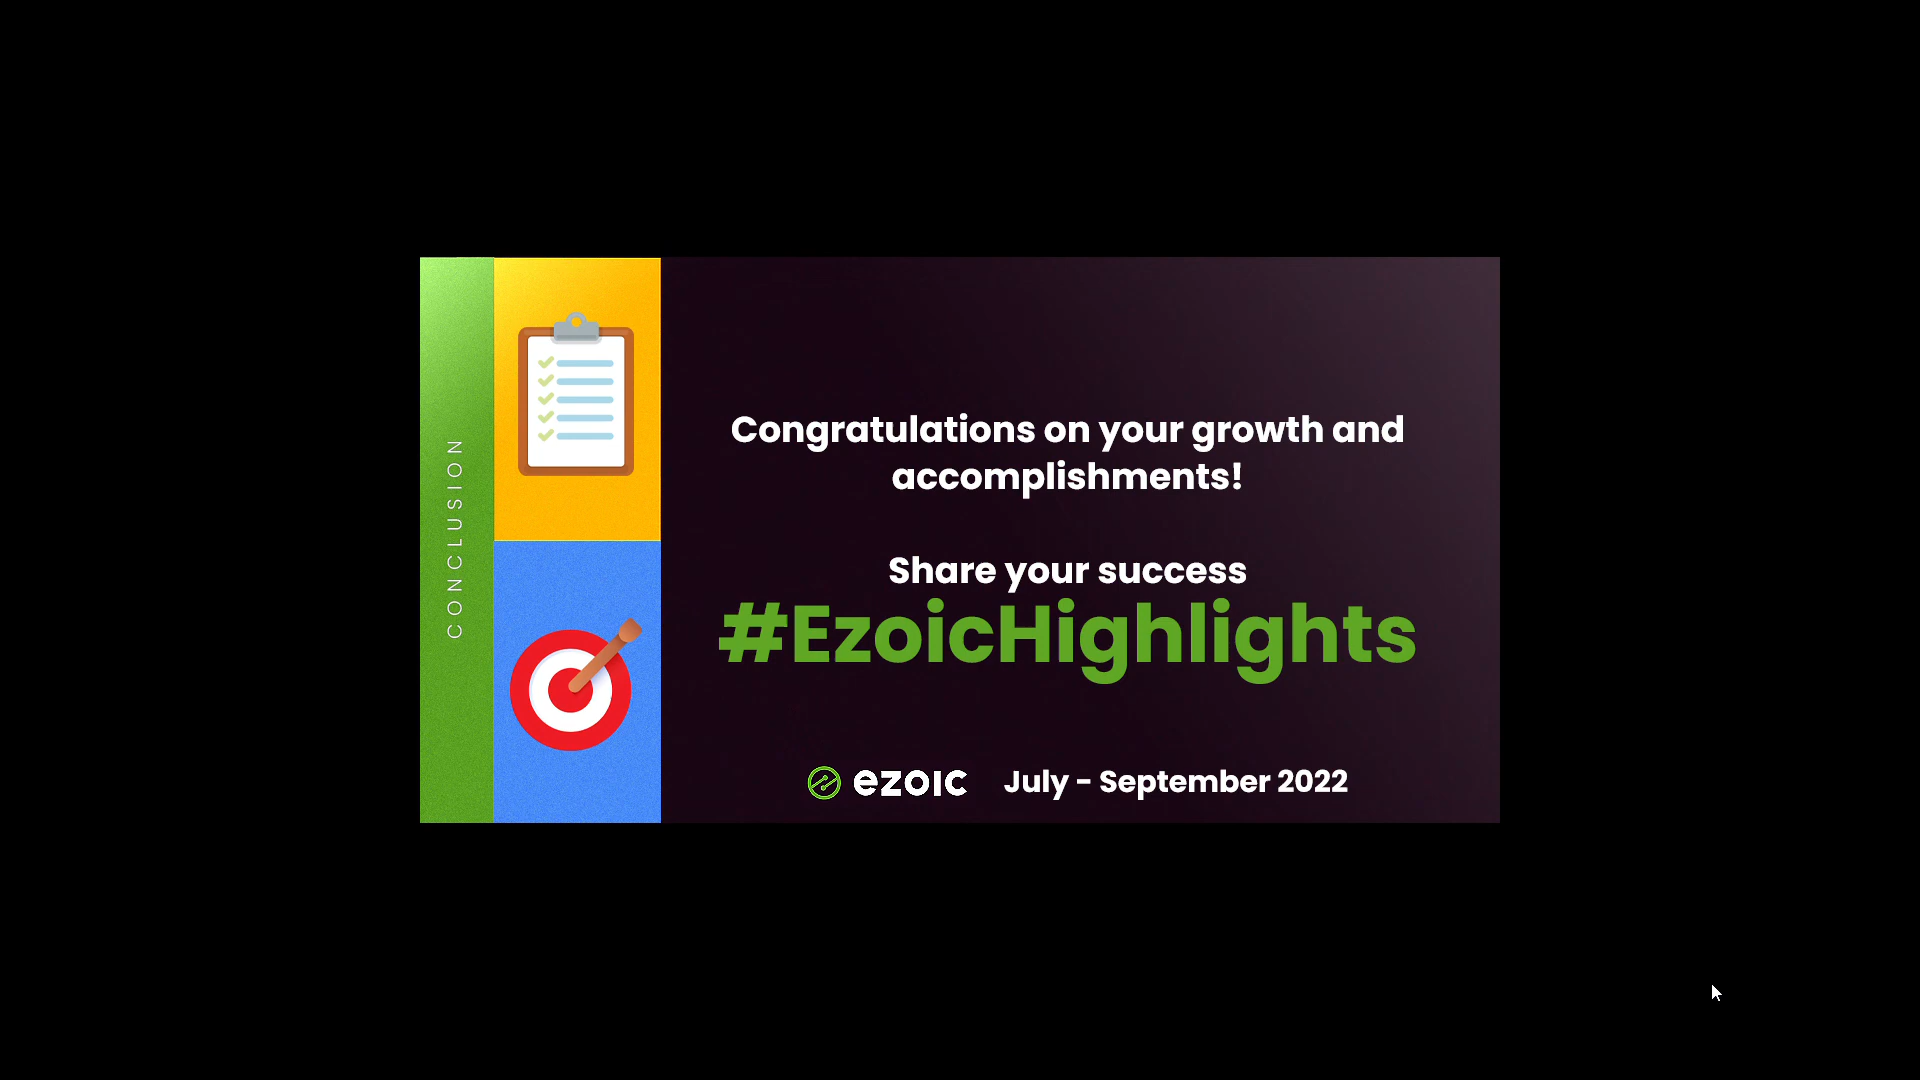 CONCLUSION
Congratulations on your growth and
accomplishments!
Share your success
#EzoicHighlights
ezoic July - September 2022